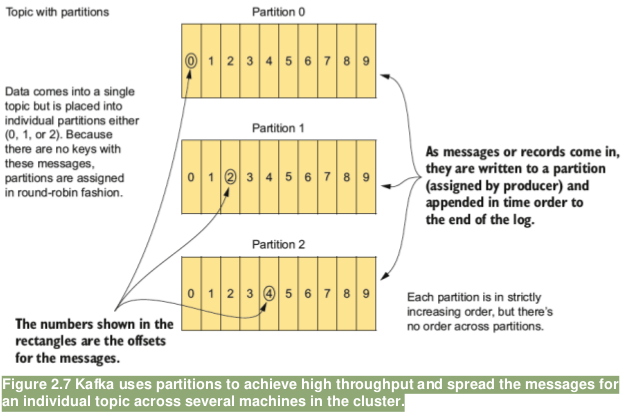 Topic with partitions
Partition 0
0 1 2 3 4 5 6 7 8 9
Data comes into a single
topic but is placed into
individual partitions either
(0, 1, or 2). Because
there are no keys with
these messages,
partitions are assigned
in round-robin fashion.
Partition 1
0 1 2 3 4 5 6 7 8 9
As messages or records come in,
they are written to a partition
(assigned by producer) and
appended in time order to
the end of the log.
Partition 2
0 1 2 3 4 5 6 7 8 9
Each partition is in strictly
increasing order, but there's
no order across partitions.
The numbers shown in the
rectangles are the offsets
for the messages.
Figure 2.7 Kafka uses partitions to achieve high throughput and spread the messages for
an individual topic across several machines in the cluster.